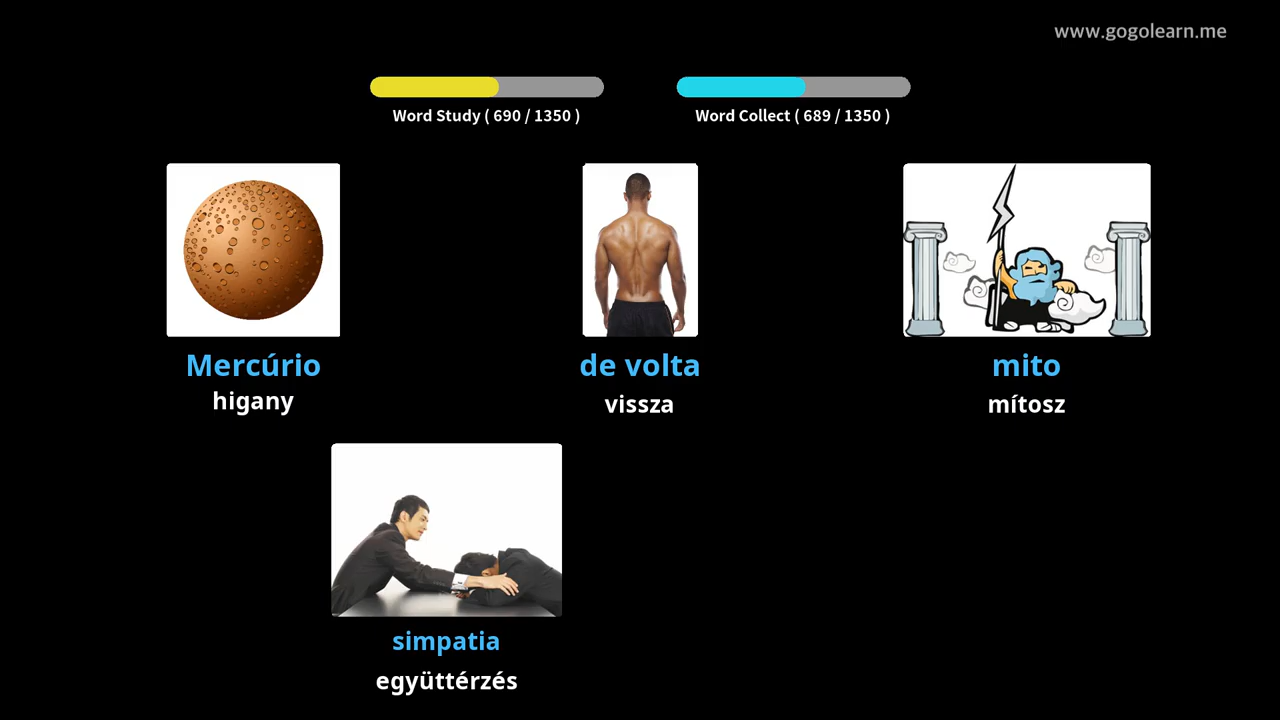 www.gogolearn.me
Word Study ( 690 / 1350 )
Word Collect ( 689 / 1350 )
Mercúrio
higany
de volta
vissza
mito
mítosz
simpatia
együttérzés